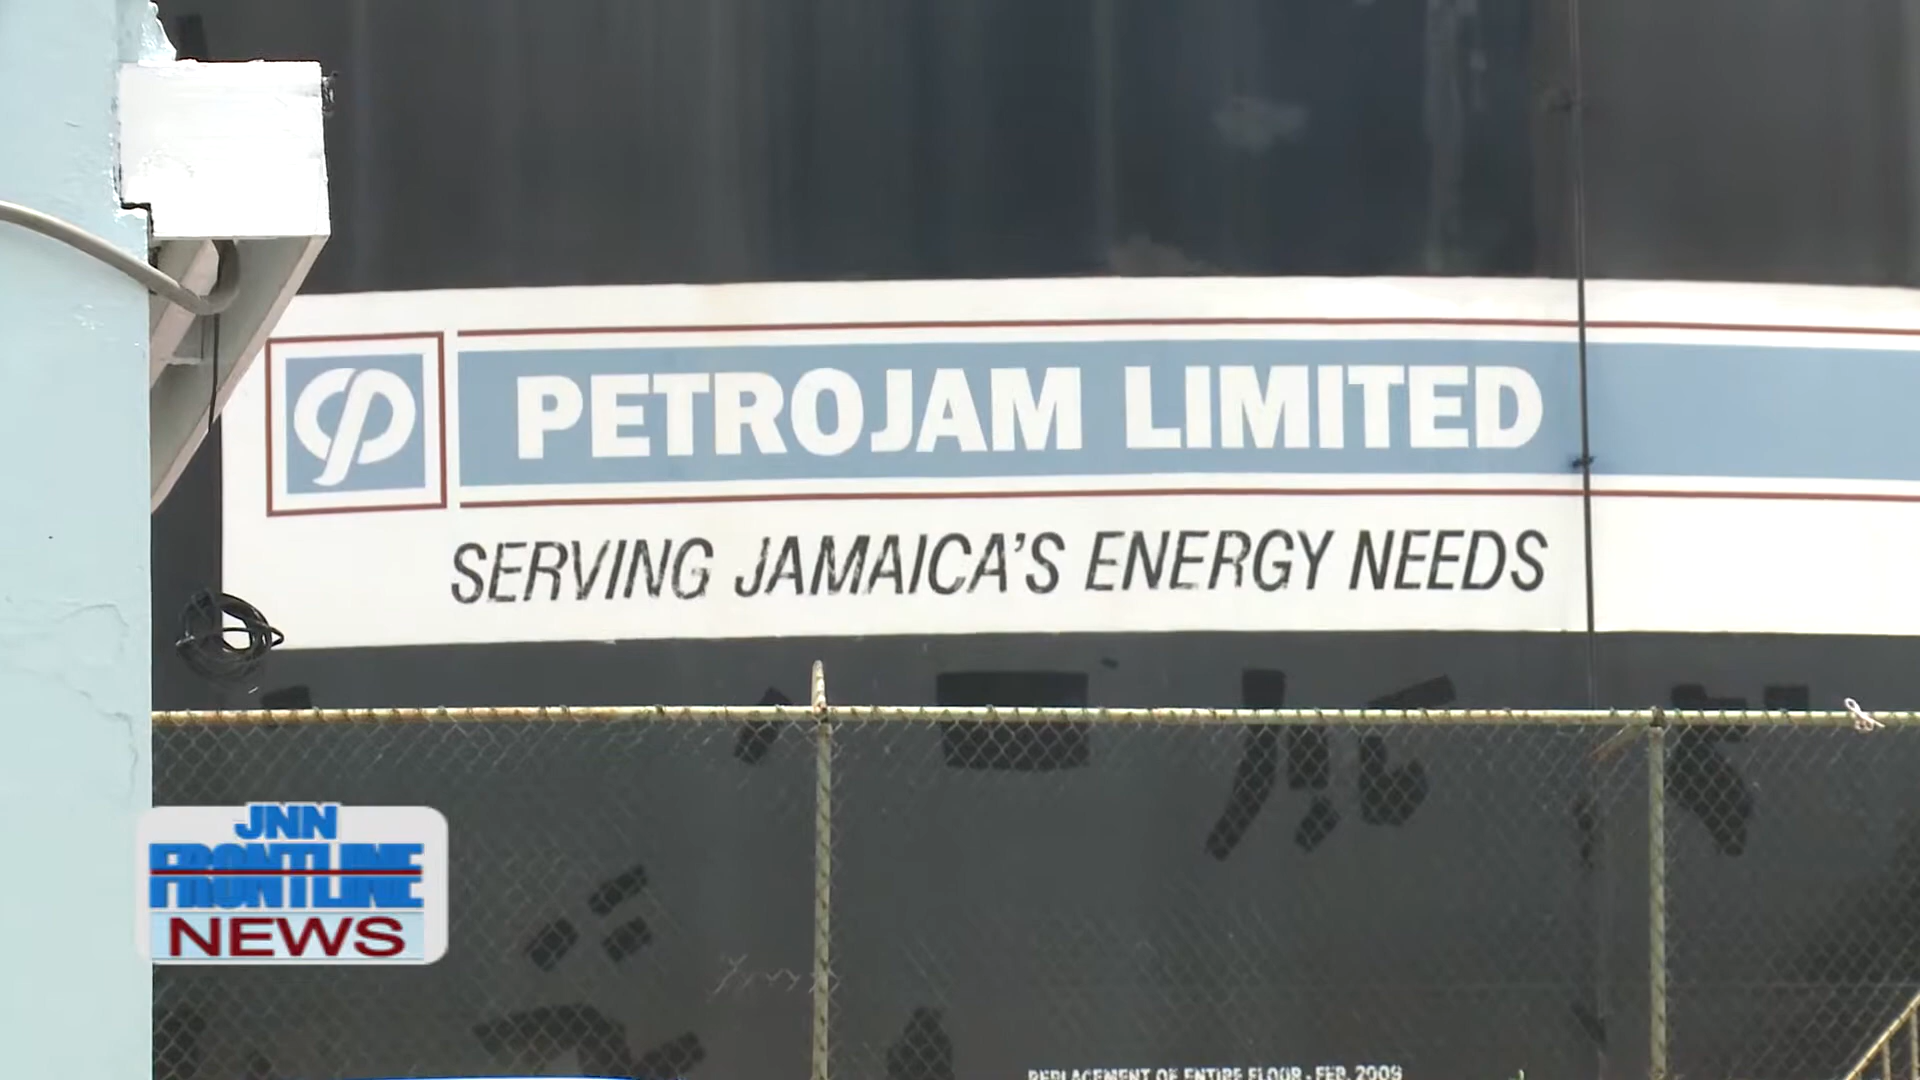 PETROJAM LIMITED
SERVING JAMAICA'S ENERGY NEEDS
JNN
FRONTLINE
NEWS
REPLACEMENT OF ENTIRE FLOOR - FEB. 2009